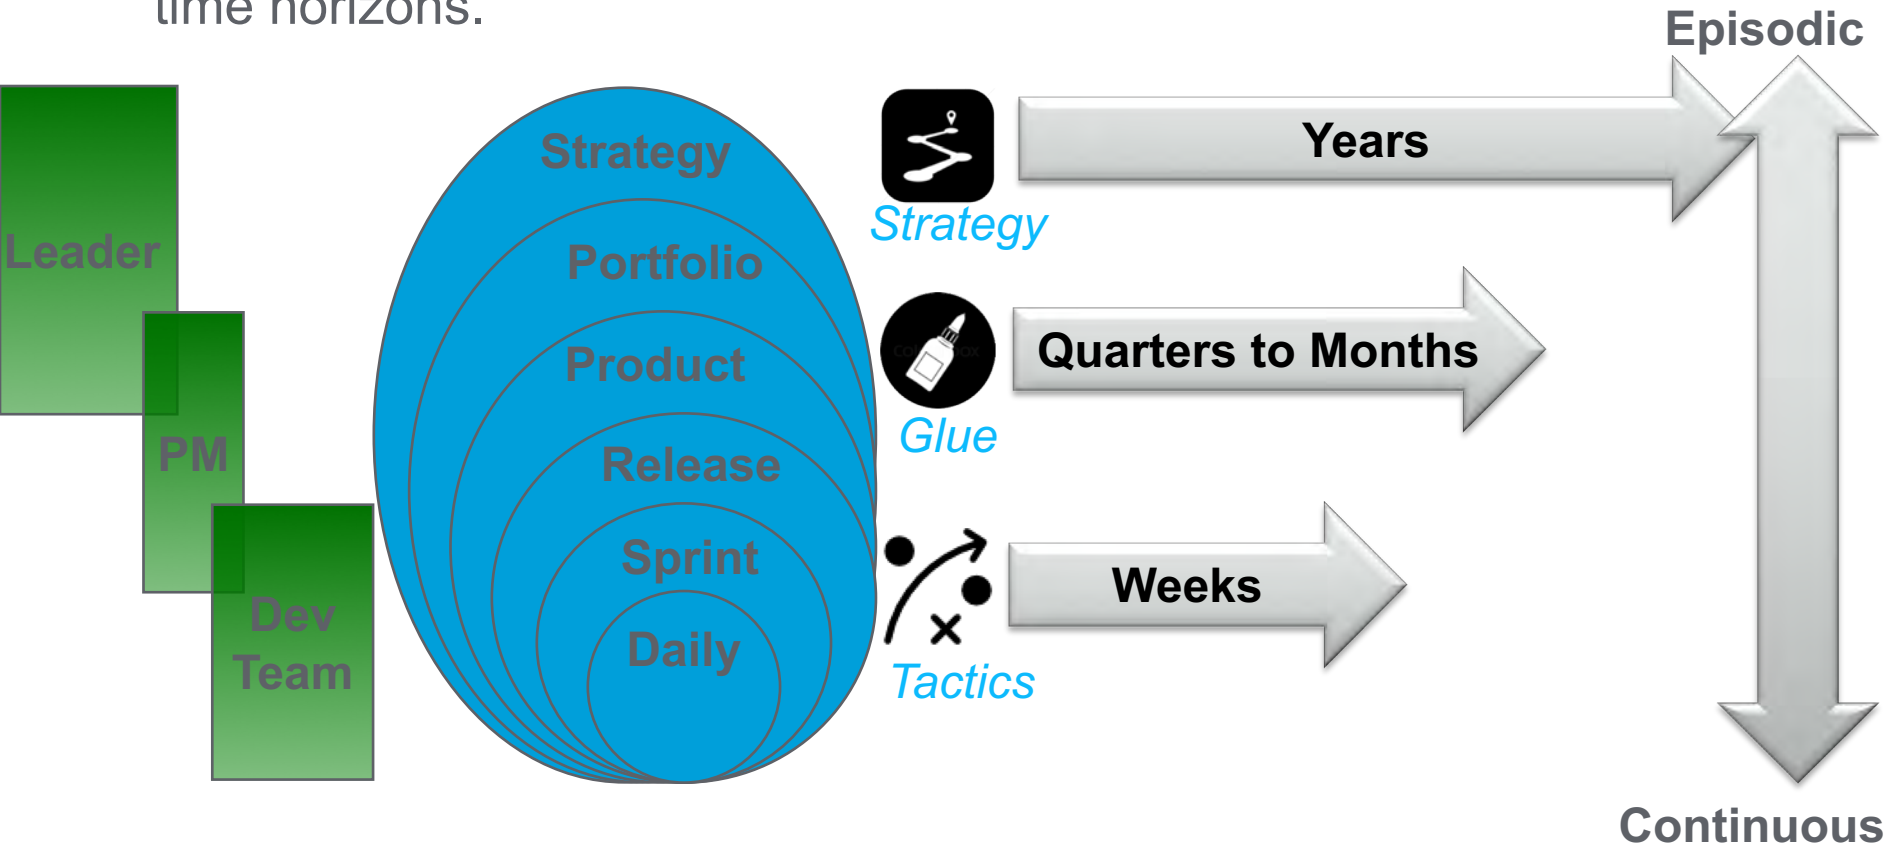 time horizons.
Episodic
Leader
PM
Dev
Team
Strategy
Portfolio
Product
Release
Sprint
Daily
Strategy
Years
Glue
Quarters to Months
Tactics
Weeks
Continuous